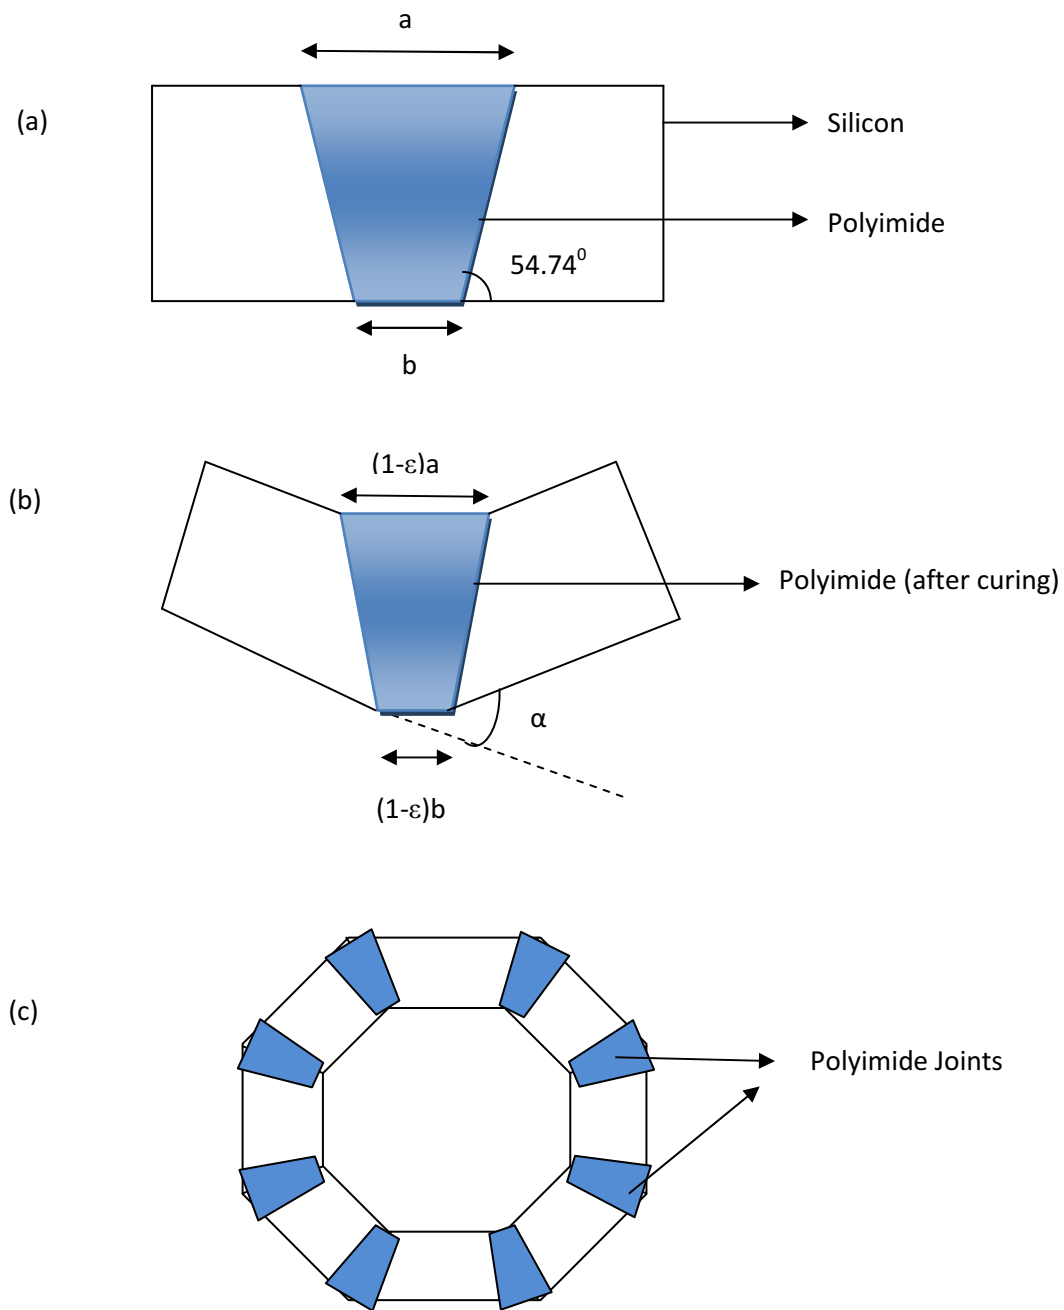 a
(a)
Silicon
Polyimide
54.74⁰
b
(1-ε)a
(b)
Polyimide (after curing)
α
(1-ε)b
(c)
Polyimide Joints